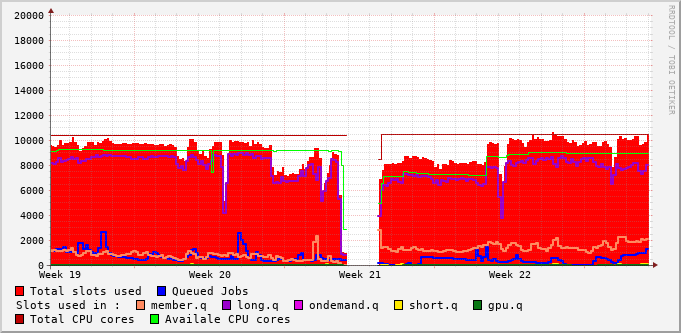 20000
18000
16000
14000
12000
10000
8000
6000
4000
2000
0
Week 19 Week 20 Week 21 Week 22
Total slots used Queued Jobs
Slots used in : member.q long.q ondemand.q short.q gpu.q
Total CPU cores Availale CPU cores
RRDTOOL / TOBI OETIKER